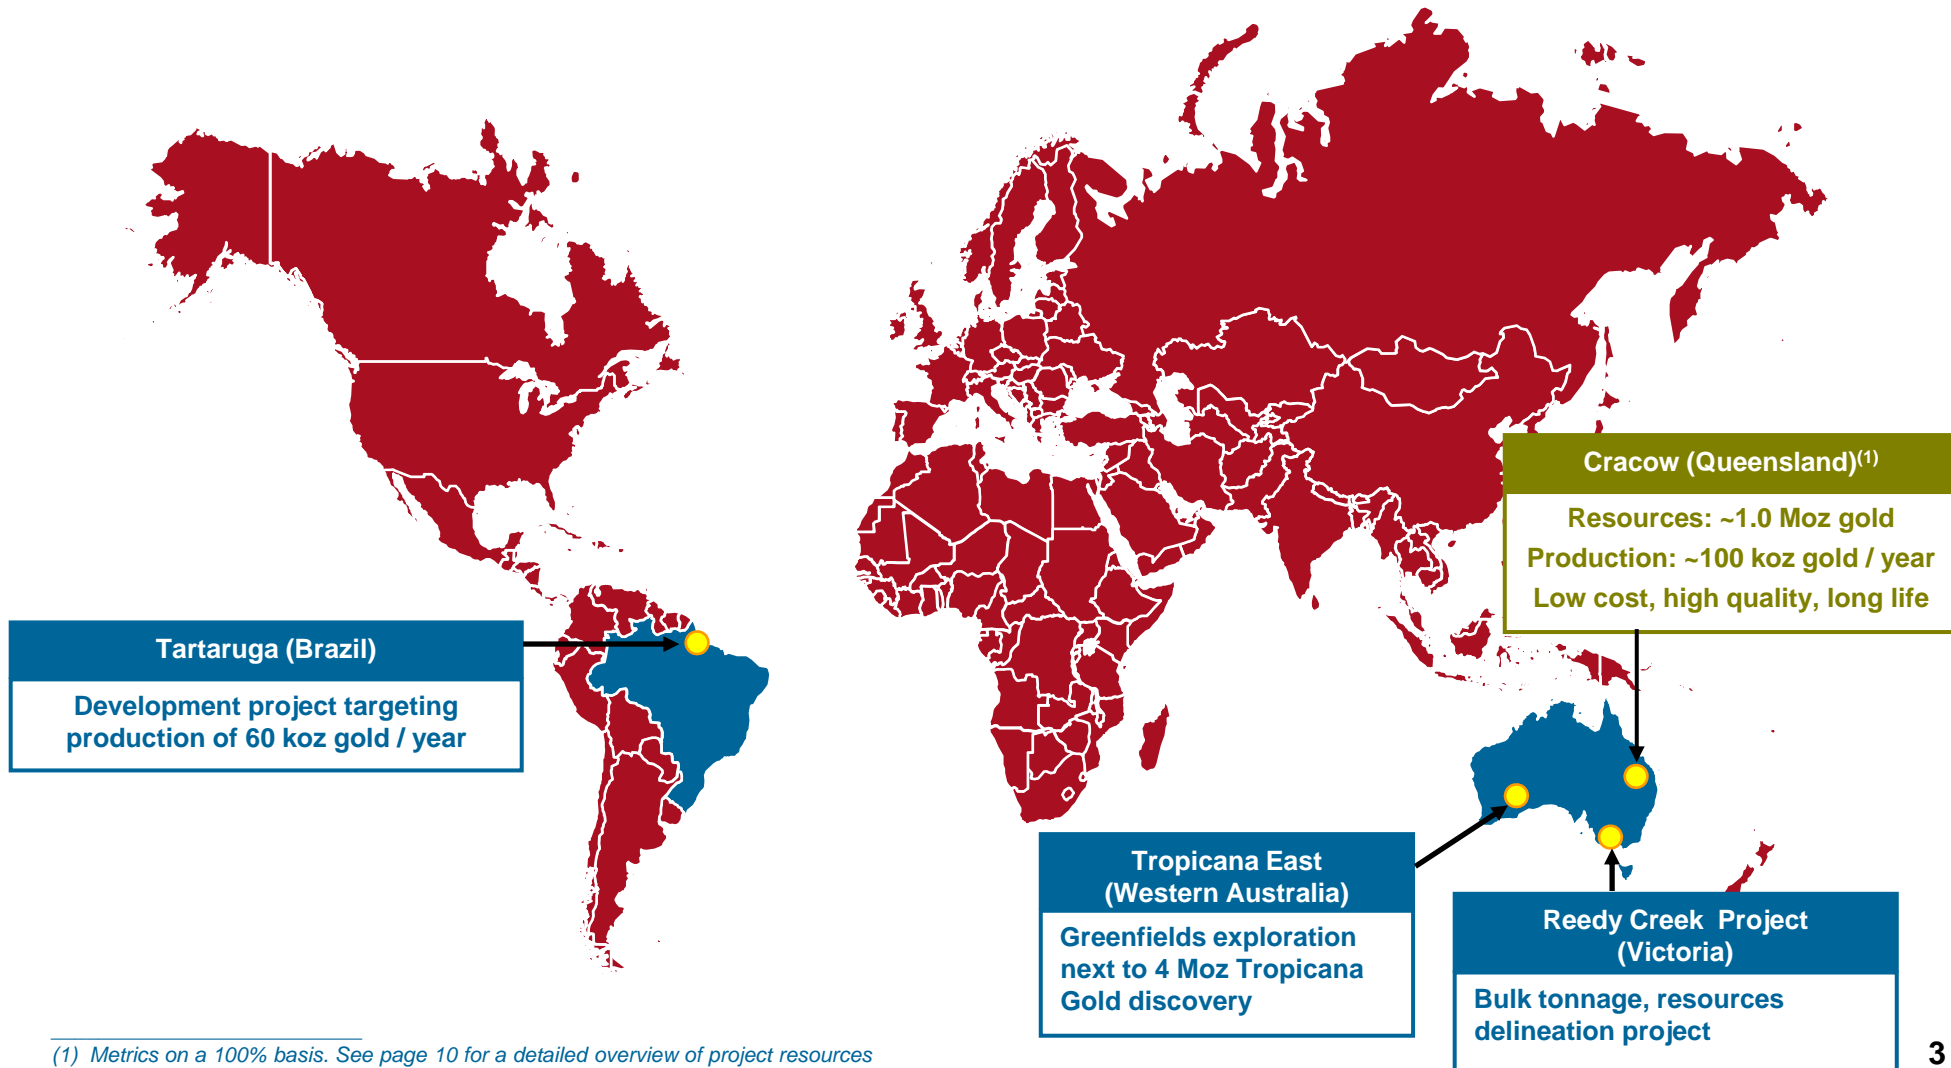 Cracow (Queensland)(1)
Resources: ~1.0 Moz gold
Production: ~100 koz gold / year
Low cost, high quality, long life
Tartaruga (Brazil)
Development project targeting
production of 60 koz gold / year
Tropicana East
(Western Australia)
Greenfields exploration
next to 4 Moz Tropicana
Gold discovery
Reedy Creek Project
(Victoria)
Bulk tonnage, resources
delineation project
(1) Metrics on a 100% basis. See page 10 for a detailed overview of project resources
3